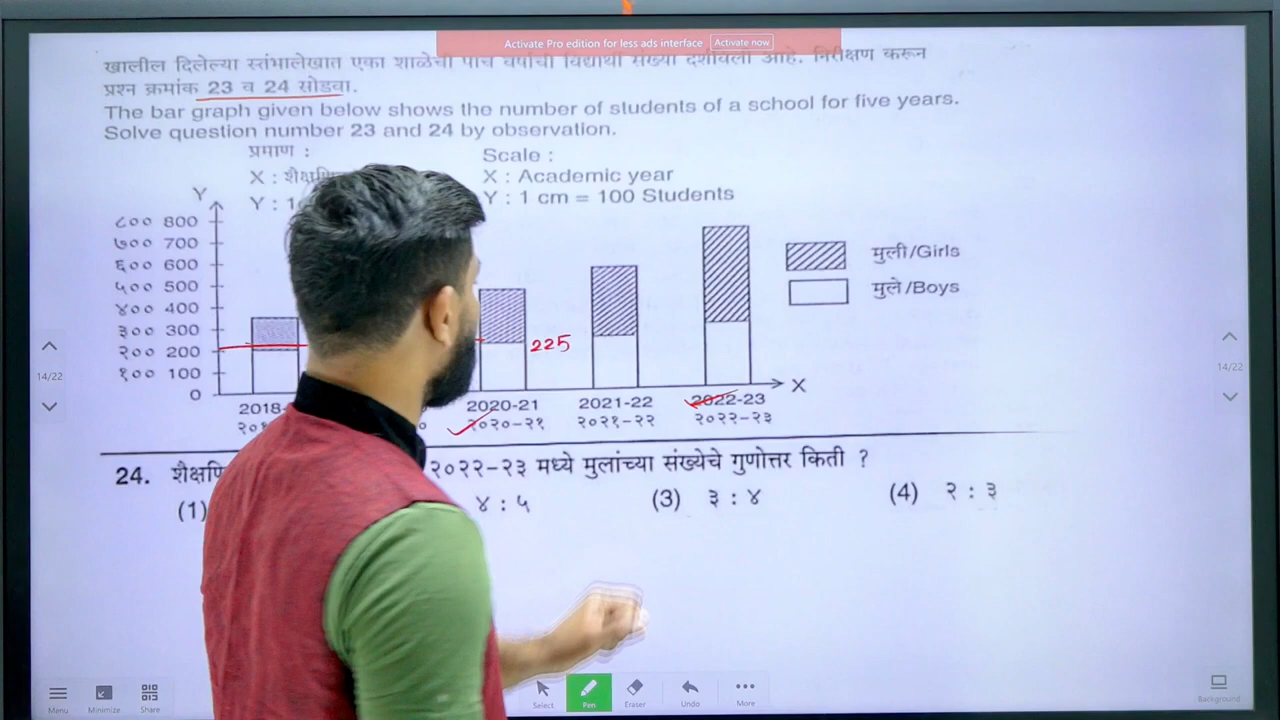 Activate Pro edition for less ads interface Activate now
खालील दिलेल्या स्तंभालेखात एका शाळेची पाच वर्षाची विद्यार्थी संख्या दर्शविली आहे. निरीक्षण करून
प्रश्न क्रमांक 23 व 24 सोडवा.
The bar graph given below shows the number of students of a school for five years.
Solve question number 23 and 24 by observation.
प्रमाण :
Scale :
X :
X : Academic year
Y
Y : 1
Y : 1 cm = 100 Students
८०० 800
७०० 700
६०० 600
५०० 500
४०० 400
३०० 300
२०० 200
१०० 100
0
मुली/Girls
मुले/Boys
225
X
2018-
2020-21
2021-22
2022-23
२०२०-२१
२०२१-२२
२०२२-२३
24. २०२२-२३ मध्ये मुलांच्या संख्येचे गुणोत्तर किती ?
(1) ४ : ५ (3) ३ : ४ (4) २ : ३
14/22
14/22
Menu
Minimize
Share
Select
Pen
Eraser
Undo
More
Background